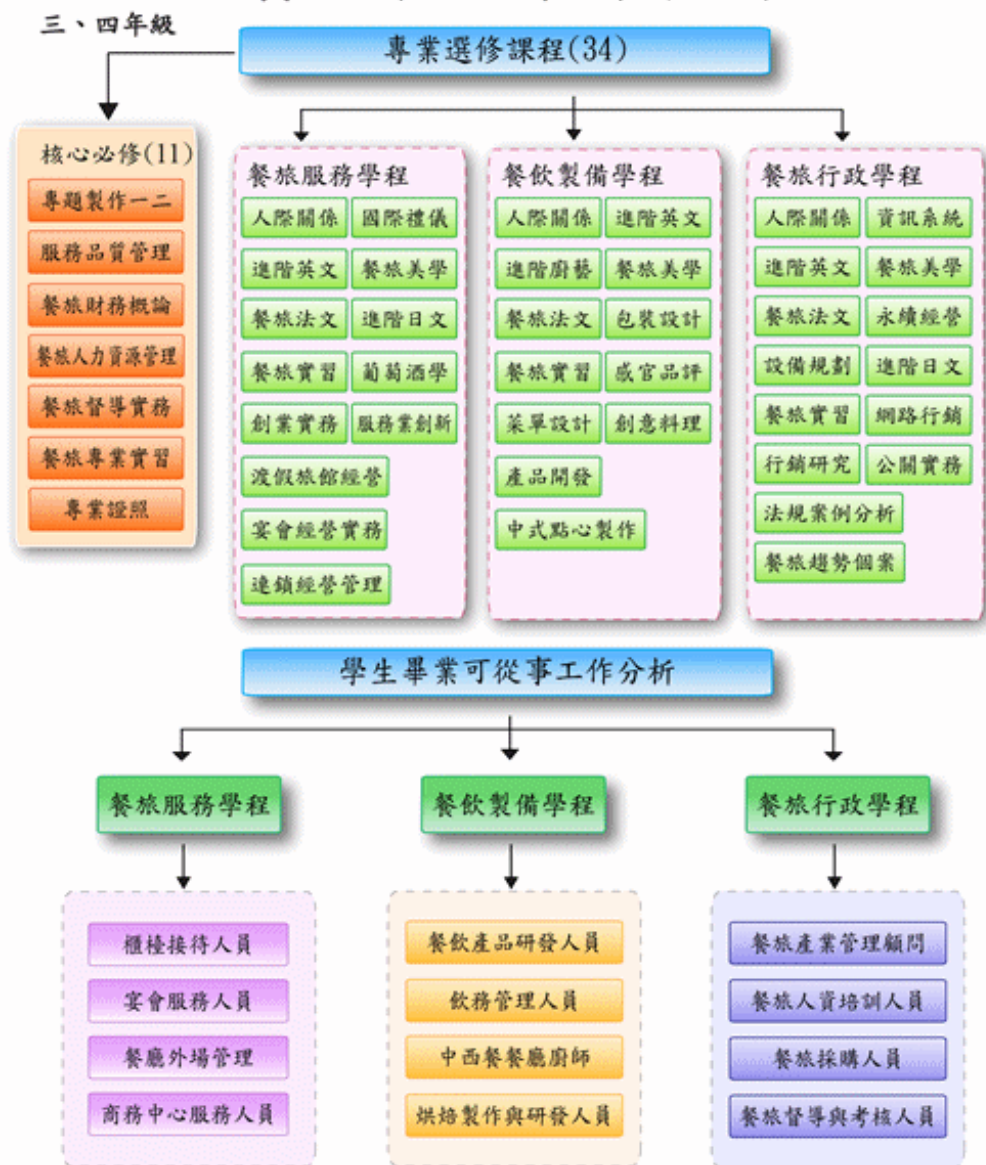 三、四年級
專業選修課程(34)
核心必修(11)
專題製作一二
服務品質管理
餐旅財務概論
餐旅人力資源管理
餐旅督導實務
餐旅專業實習
專業證照
餐旅服務學程
人際關係 國際禮儀
進階英文 餐旅美學
餐旅法文 進階日文
餐旅實習 葡萄酒學
創業實務 服務業創新
渡假旅館經營
宴會經營實務
連鎖經營管理
餐飲製備學程
人際關係 進階英文
進階廚藝 餐旅美學
餐旅法文 包裝設計
餐旅實習 感官品評
菜單設計 創意料理
產品開發
中式點心製作
餐旅行政學程
人際關係 資訊系統
進階英文 餐旅美學
餐旅法文 永續經營
設備規劃 進階日文
餐旅實習 網路行銷
行銷研究 公關實務
法規案例分析
餐旅趨勢個案
學生畢業可從事工作分析
餐旅服務學程
櫃檯接待人員
宴會服務人員
餐廳外場管理
商務中心服務人員
餐飲製備學程
餐飲產品研發人員
飲務管理人員
中西餐餐廳廚師
烘焙製作與研發人員
餐旅行政學程
餐旅產業管理顧問
餐旅人資培訓人員
餐旅採購人員
餐旅督導與考核人員